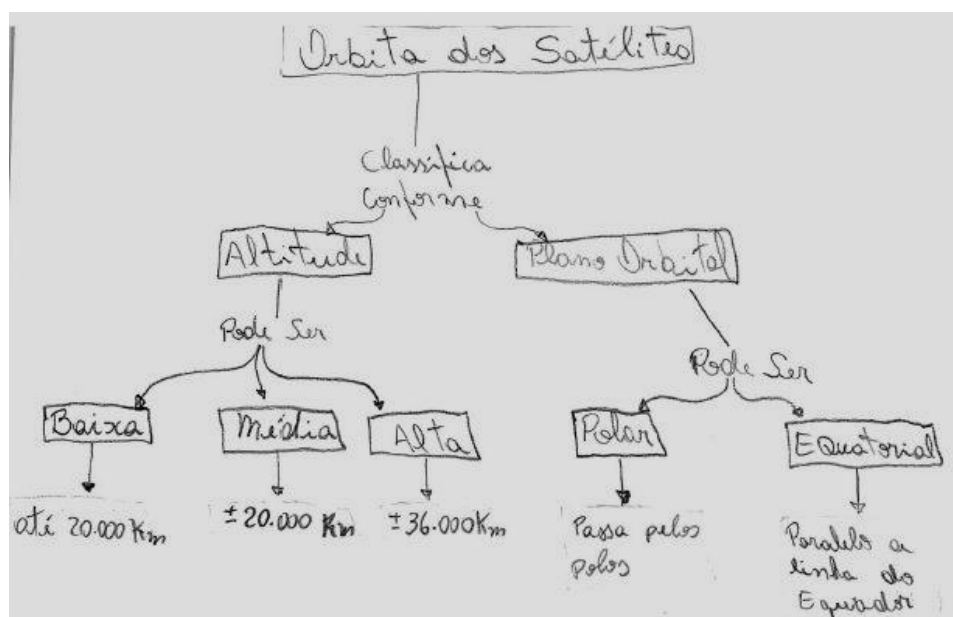 Orbita dos Satélites
Classifica
Conforme
Altitude
Plano Orbital
Pode Ser
Pode Ser
Baixa
Média
Alta
Polar
EQuatorial
até 20.000 Km
± 20.000 Km
± 36.000 Km
Passa pelos
polos
Paralelo a
linha do
Equador